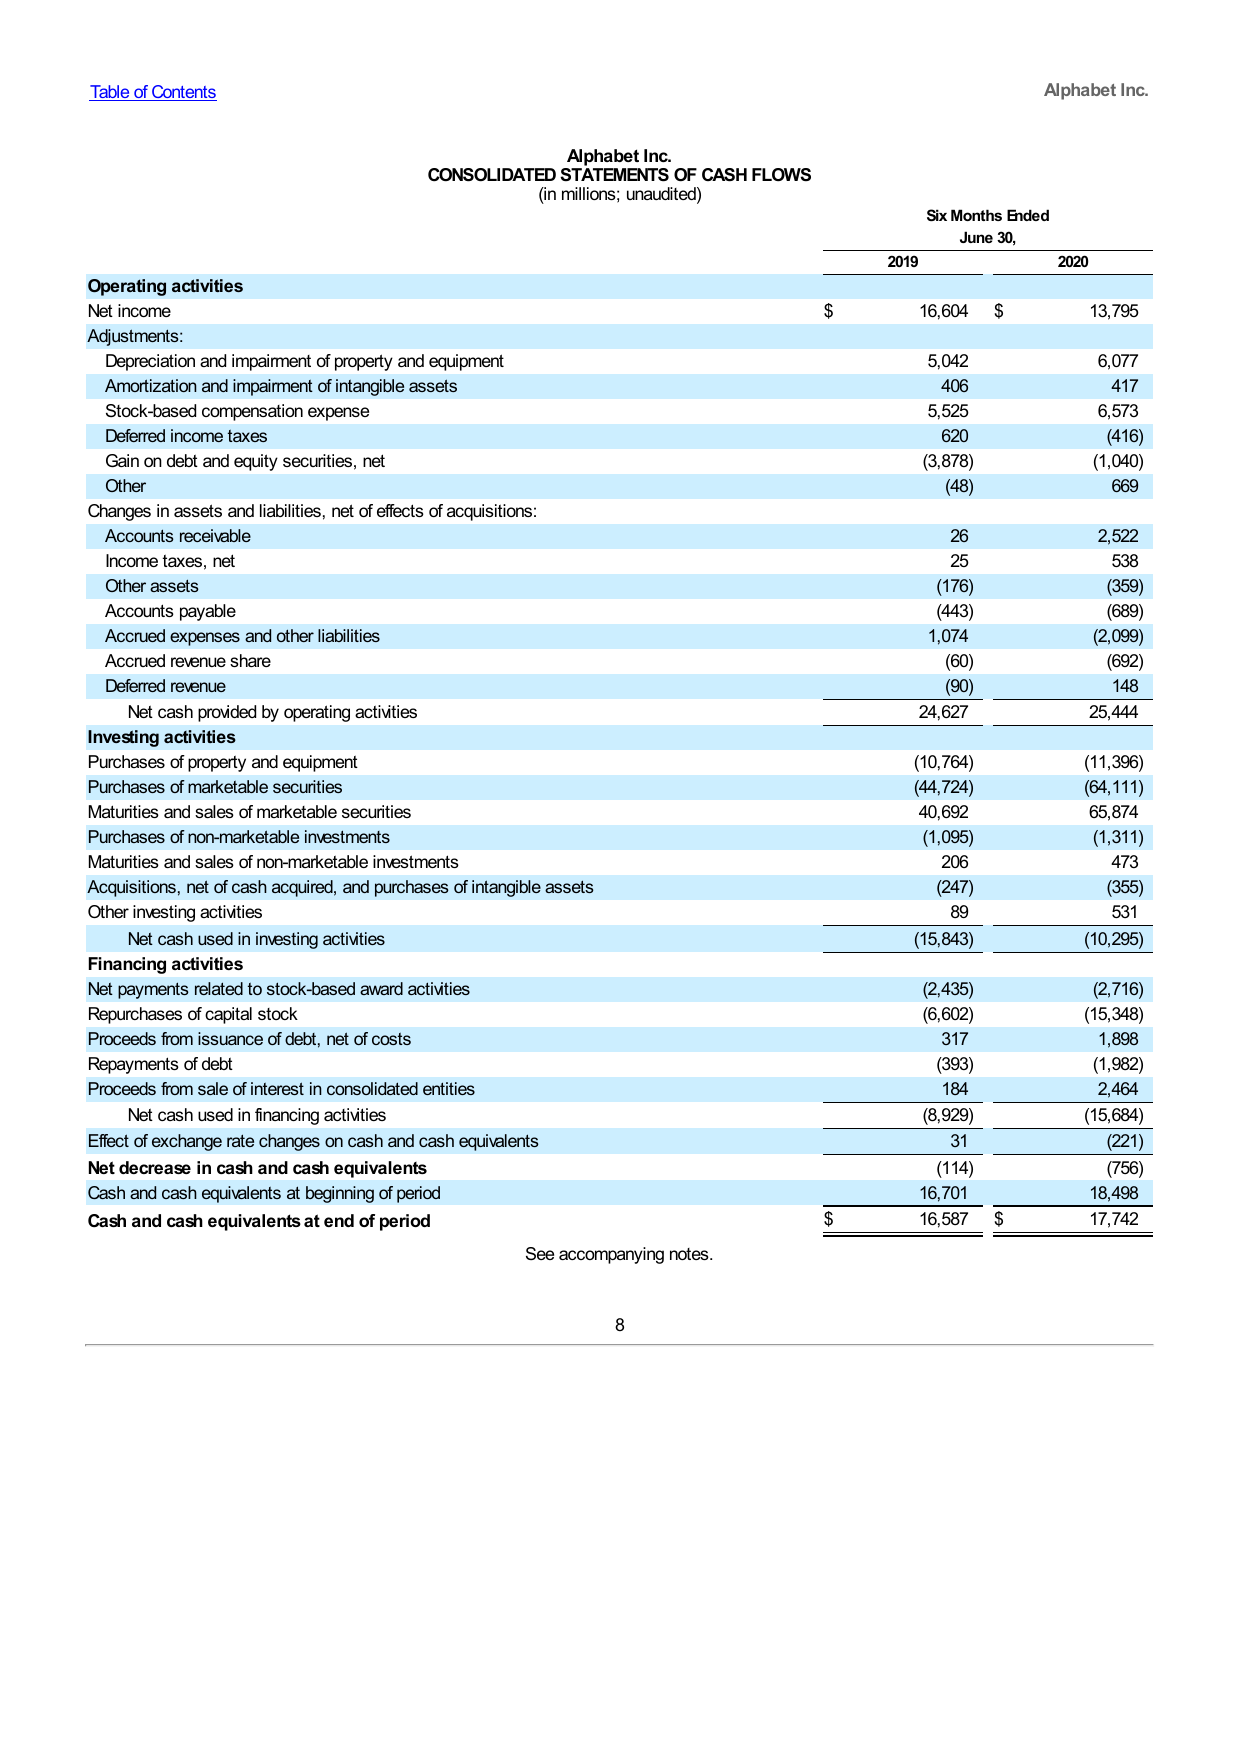 Table of Contents Alphabet Inc.
Alphabet Inc.
CONSOLIDATED STATEMENTS OF CASH FLOWS
(in millions; unaudited)
Six Months Ended
June 30,
2019 2020
Operating activities
Net income $ 16,604 $ 13,795
Adjustments:
Depreciation and impairment of property and equipment 5,042 6,077
Amortization and impairment of intangible assets 406 417
Stock-based compensation expense 5,525 6,573
Deferred income taxes 620 (416)
Gain on debt and equity securities, net (3,878) (1,040)
Other (48) 669
Changes in assets and liabilities, net of effects of acquisitions:
Accounts receivable 26 2,522
Income taxes, net 25 538
Other assets (176) (359)
Accounts payable (443) (689)
Accrued expenses and other liabilities 1,074 (2,099)
Accrued revenue share (60) (692)
Deferred revenue (90) 148
Net cash provided by operating activities 24,627 25,444
Investing activities
Purchases of property and equipment (10,764) (11,396)
Purchases of marketable securities (44,724) (64,111)
Maturities and sales of marketable securities 40,692 65,874
Purchases of non-marketable investments (1,095) (1,311)
Maturities and sales of non-marketable investments 206 473
Acquisitions, net of cash acquired, and purchases of intangible assets (247) (355)
Other investing activities 89 531
Net cash used in investing activities (15,843) (10,295)
Financing activities
Net payments related to stock-based award activities (2,435) (2,716)
Repurchases of capital stock (6,602) (15,348)
Proceeds from issuance of debt, net of costs 317 1,898
Repayments of debt (393) (1,982)
Proceeds from sale of interest in consolidated entities 184 2,464
Net cash used in financing activities (8,929) (15,684)
Effect of exchange rate changes on cash and cash equivalents 31 (221)
Net decrease in cash and cash equivalents (114) (756)
Cash and cash equivalents at beginning of period 16,701 18,498
Cash and cash equivalents at end of period $ 16,587 $ 17,742
See accompanying notes.
8